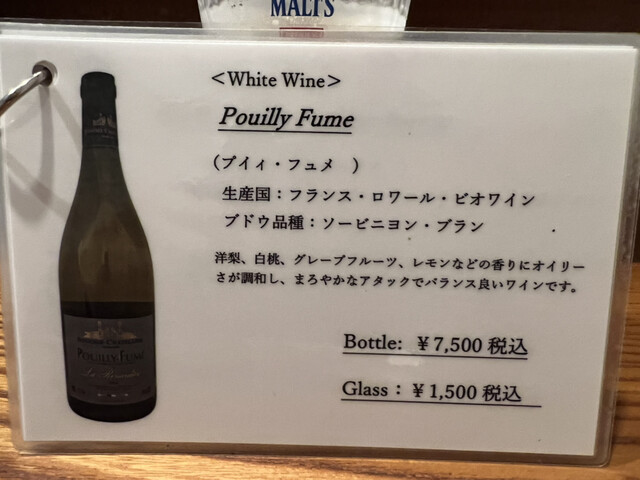 MALT'S
<White Wine>
Pouilly Fume
(プイィ・フュメ )
生産国：フランス・ロワール・ビオワイン
ブドウ品種：ソービニヨン・ブラン
洋梨、白桃、グレープフルーツ、レモンなどの香りにオイリー
さが調和し、まろやかなアタックでバランス良いワインです。
Bottle: ￥7,500 税込
Glass：￥1,500 税込
POUILLY-FUMÉ